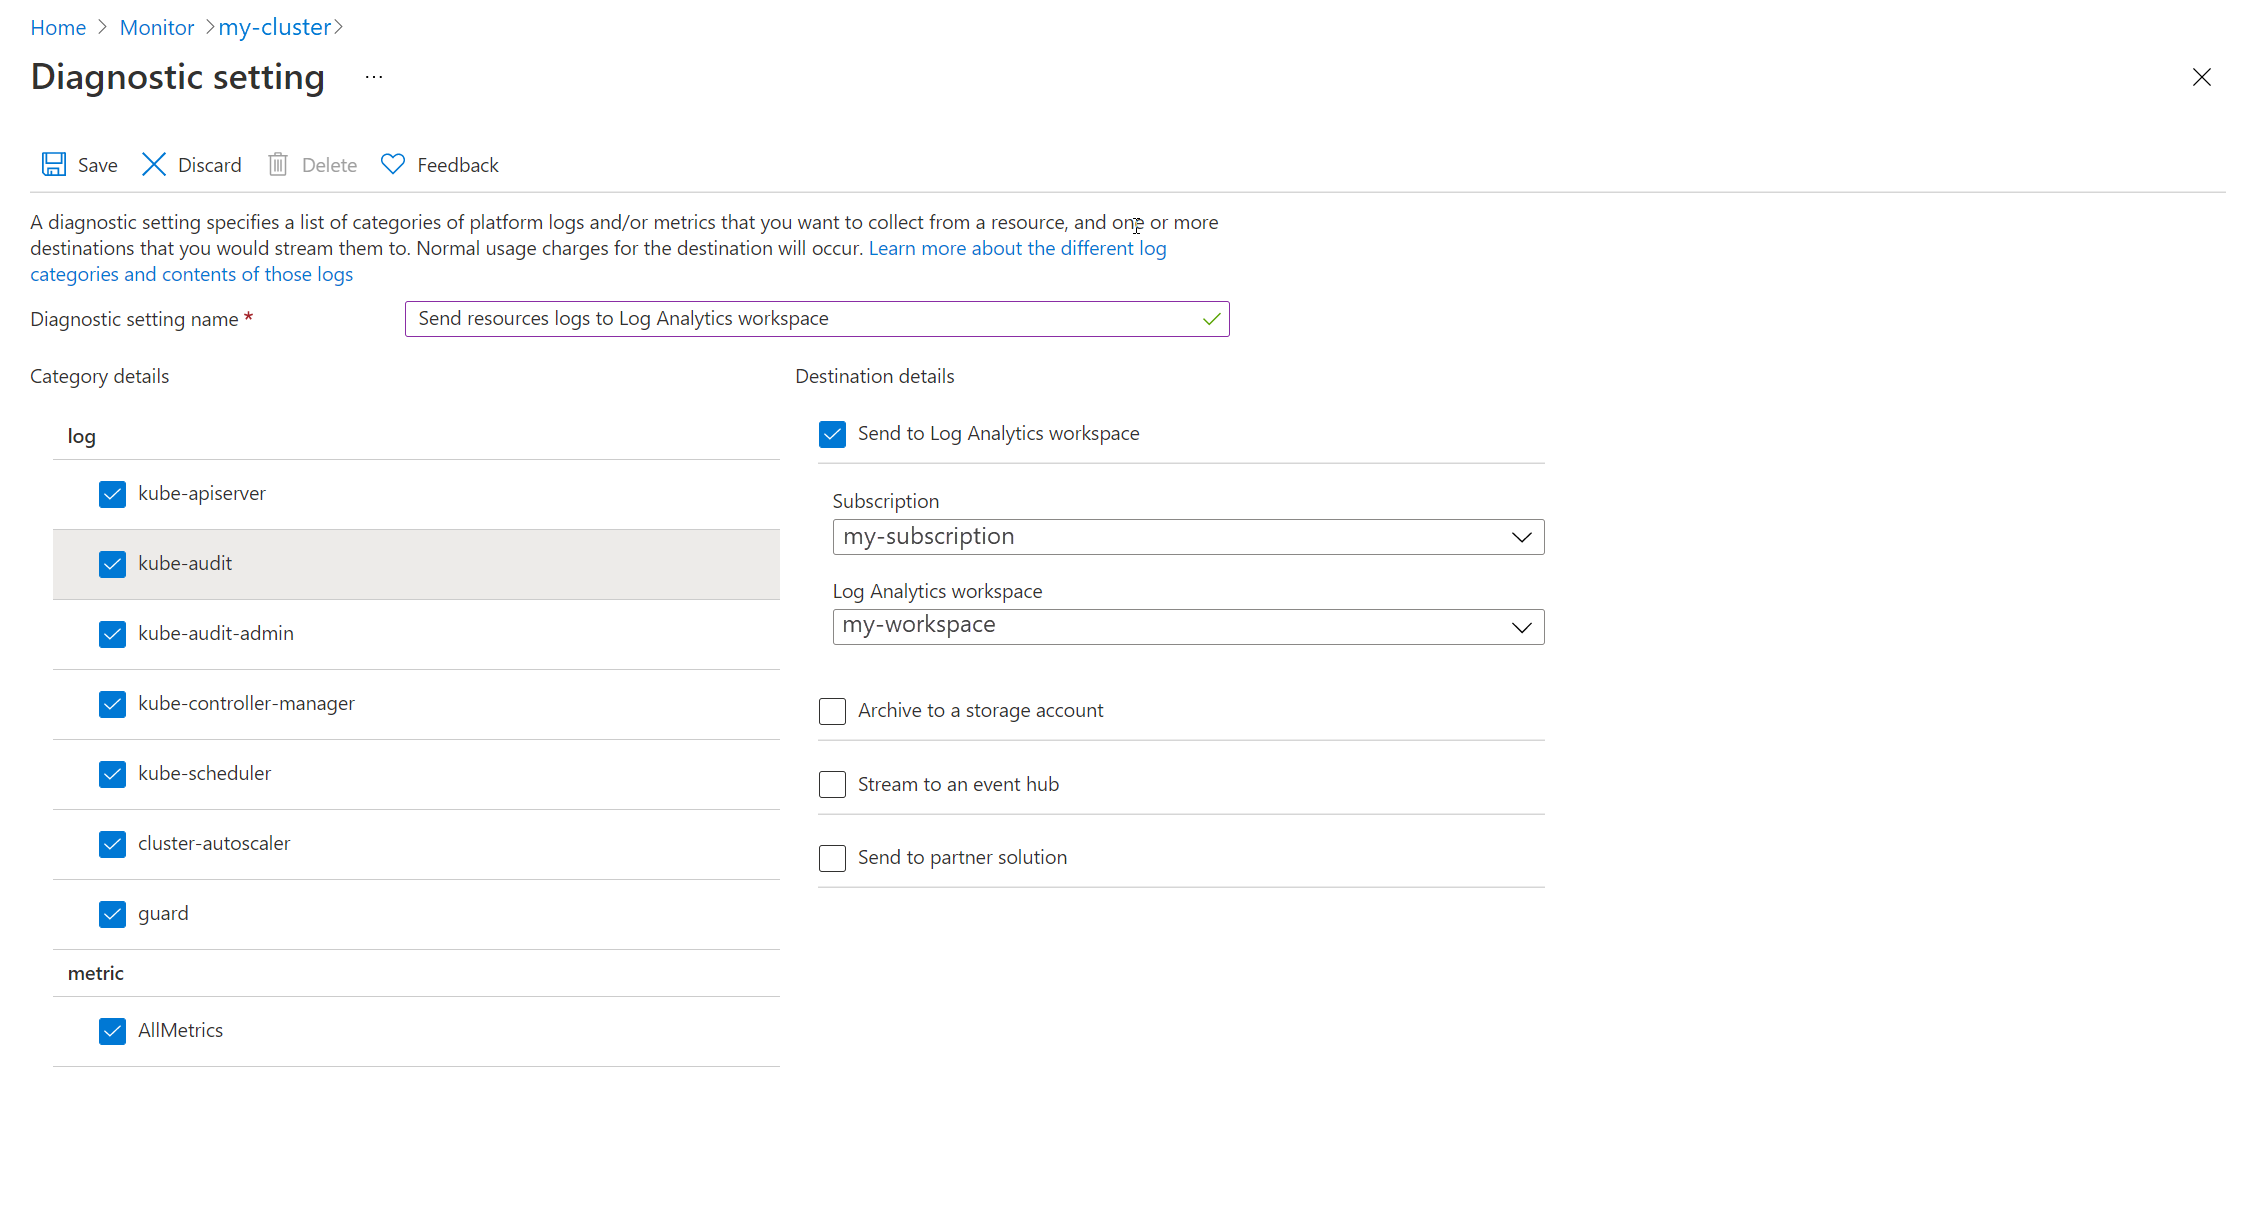 Home > Monitor >my-cluster>
Diagnostic setting ...
Save Discard Delete Feedback
A diagnostic setting specifies a list of categories of platform logs and/or metrics that you want to collect from a resource, and one or more
destinations that you would stream them to. Normal usage charges for the destination will occur. Learn more about the different log
categories and contents of those logs
Diagnostic setting name * Send resources logs to Log Analytics workspace
Category details
log
kube-apiserver
kube-audit
kube-audit-admin
kube-controller-manager
kube-scheduler
cluster-autoscaler
guard
metric
AllMetrics
Destination details
Send to Log Analytics workspace
Subscription
my-subscription
Log Analytics workspace
my-workspace
Archive to a storage account
Stream to an event hub
Send to partner solution